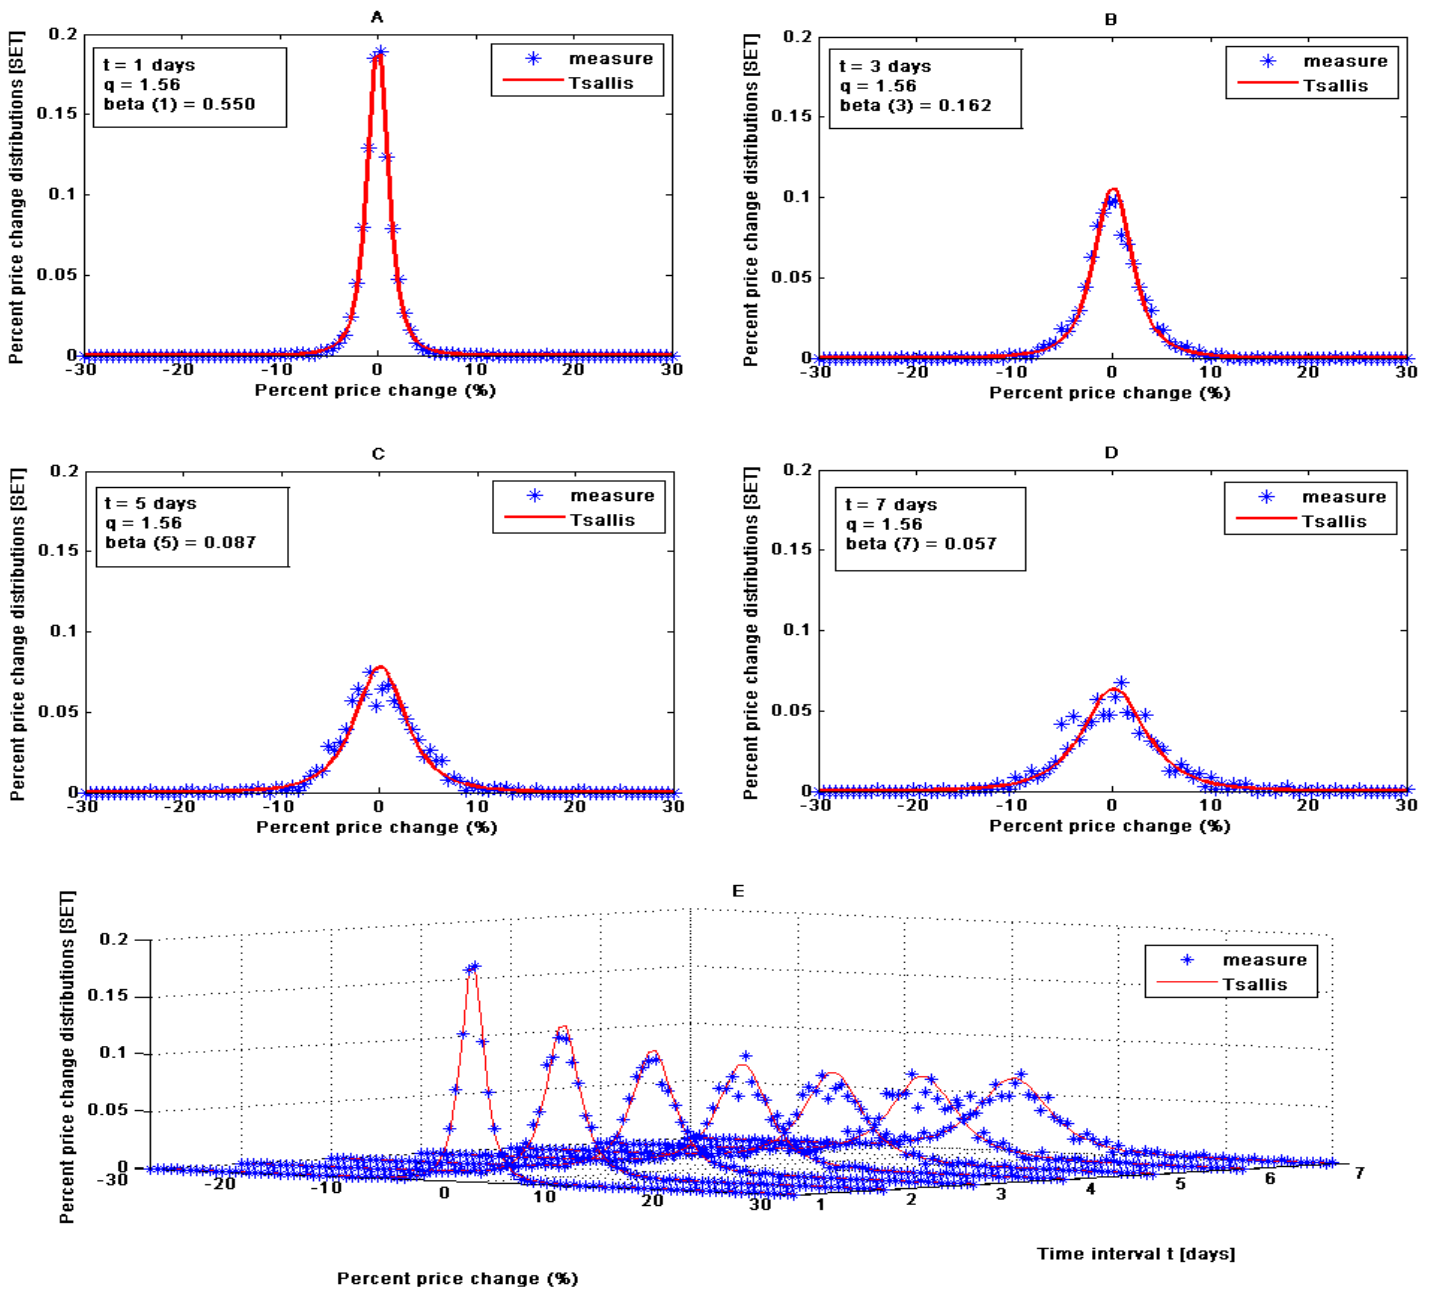 A
Percent price change distributions [SET]
0.2
0.15
0.1
0.05
0
t = 1 days
q = 1.56
beta (1) = 0.550
measure
Tsallis
-30
-20
-10
0
10
20
30
Percent price change (%)
B
Percent price change distributions [SET]
0.2
0.15
0.1
0.05
0
t = 3 days
q = 1.56
beta (3) = 0.162
measure
Tsallis
-30
-20
-10
0
10
20
30
Percent price change (%)
C
Percent price change distributions [SET]
0.2
0.15
0.1
0.05
0
t = 5 days
q = 1.56
beta (5) = 0.087
measure
Tsallis
-30
-20
-10
0
10
20
30
Percent price change (%)
D
Percent price change distributions [SET]
0.2
0.15
0.1
0.05
0
t = 7 days
q = 1.56
beta (7) = 0.057
measure
Tsallis
-30
-20
-10
0
10
20
30
Percent price change (%)
E
Percent price change distributions [SET]
0.2
0.15
0.1
0.05
0
measure
Tsallis
-30
-20
-10
0
10
20
30
1
2
3
4
5
6
7
Time interval t [days]
Percent price change (%)